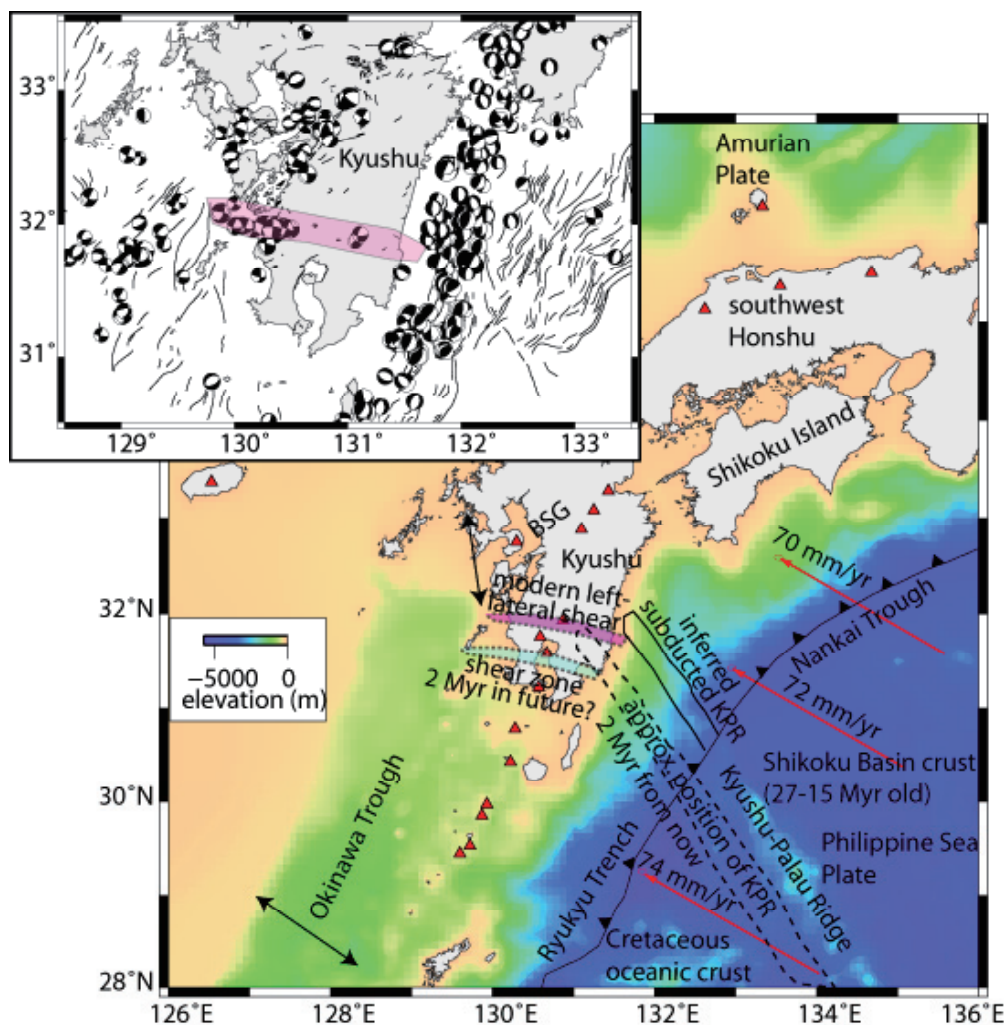 33°
32°
31°
Kyushu
129°
130°
131°
132°
133°
Amurian
Plate
southwest
Honshu
Shikoku Island
BSG
Kyushu
modern left-
lateral shear
shear zone
2 Myr in future?
inferred
subducted KPR
approx. position of KPR
2 Myr from now
70 mm/yr
Nankai Trough
72 mm/yr
Shikoku Basin crust
(27-15 Myr old)
Kyushu-Palau Ridge
Philippine Sea
Plate
74 mm/yr
Ryukyu Trench
Cretaceous
oceanic crust
Okinawa Trough
−5000 0
elevation (m)
32°N
30°N
28°N
126°E
128°E
130°E
132°E
134°E
136°E